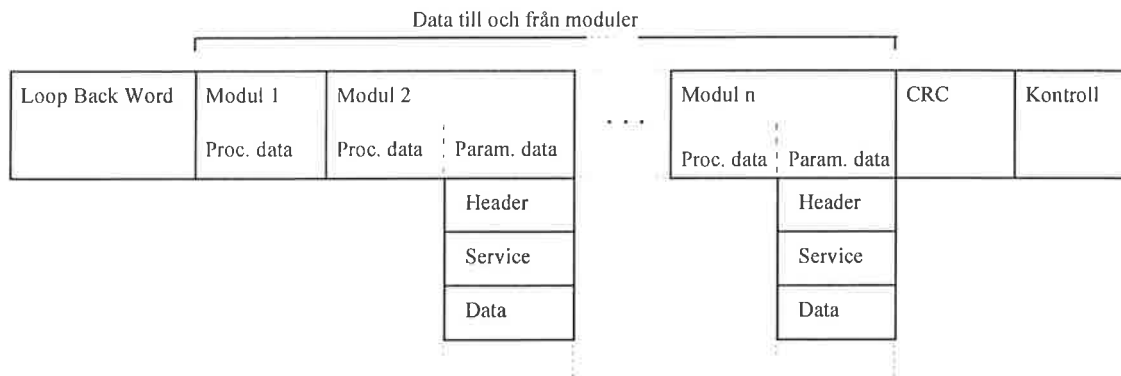 Data till och från moduler
Loop Back Word Modul 1 Modul 2 Modul n CRC Kontroll
. . .
Proc. data Proc. data Param. data Proc. data Param. data
Header Header
Service Service
Data Data